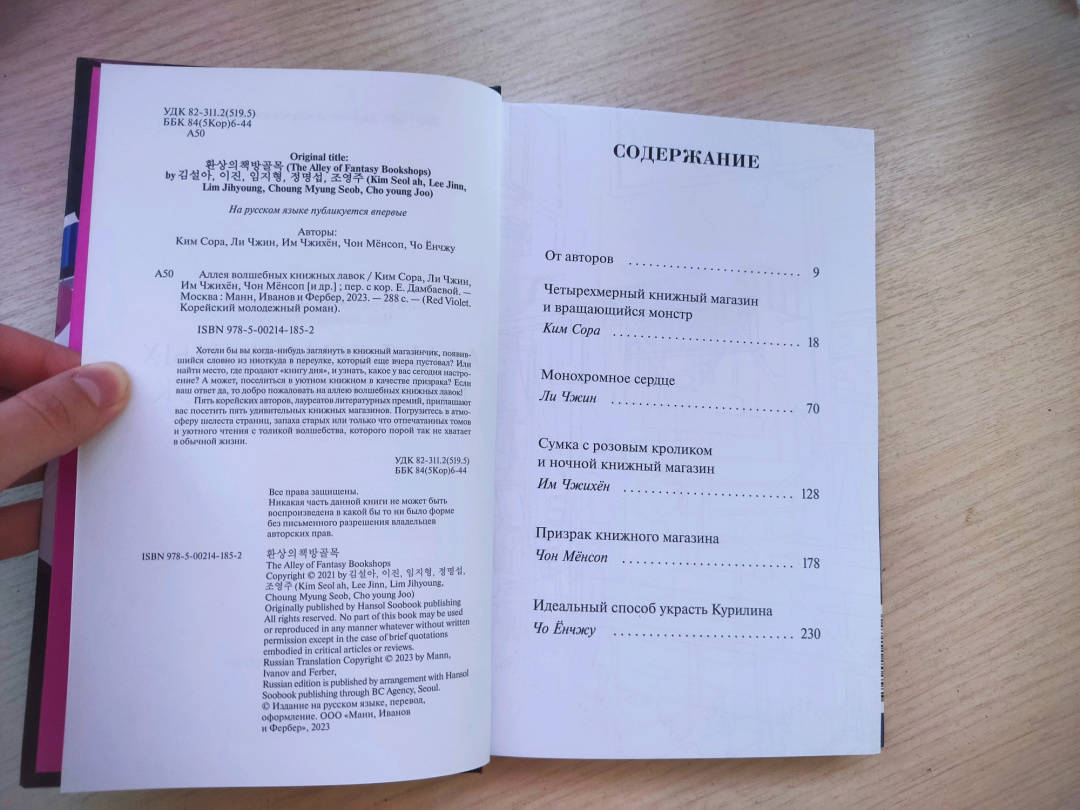 УДК 82-311.2(519.5)
ББК 84(5Кор)6-44
А50
Original title:
환상의책방골목 (The Alley of Fantasy Bookshops)
by 김설아, 이진, 임지형, 정명섭, 조영주 (Kim Seol ah, Lee Jinn,
Lim Jihyoung, Choung Myung Seob, Cho young Joo)
На русском языке публикуется впервые
Авторы:
Ким Сора, Ли Чжин, Им Чжихён, Чон Мёнсоп, Чо Ёнчжу
А50 Аллея волшебных книжных лавок / Ким Сора, Ли Чжин,
Им Чжихён, Чон Мёнсоп [и др.] ; пер. с кор. Е. Дамбаевой. —
Москва : Манн, Иванов и Фербер, 2023. — 288 с. — (Red Violet.
Корейский молодежный роман).
ISBN 978-5-00214-185-2
Хотели бы вы когда-нибудь заглянуть в книжный магазинчик, появив-
шийся словно из ниоткуда в переулке, который еще вчера пустовал? Или
найти место, где продают «книгу дня», и узнать, какое у вас сегодня настро-
ение? А может, поселиться в уютном книжном в качестве призрака? Если
ваш ответ да, то добро пожаловать на аллею волшебных книжных лавок!
Пять корейских авторов, лауреатов литературных премий, приглашают
вас посетить пять удивительных книжных магазинов. Погрузитесь в атмо-
сферу шелеста страниц, запаха старых или только что отпечатанных томов
и уютного чтения с толикой волшебства, которого порой так не хватает
в обычной жизни.
УДК 82-311.2(519.5)
ББК 84(5Кор)6-44
Все права защищены.
Никакая часть данной книги не может быть
воспроизведена в какой бы то ни было форме
без письменного разрешения владельцев
авторских прав.
ISBN 978-5-00214-185-2
환상의책방골목
The Alley of Fantasy Bookshops
Copyright © 2021 by 김설아, 이진, 임지형, 정명섭,
조영주 (Kim Seol ah, Lee Jinn, Lim Jihyoung,
Choung Myung Seob, Cho young Joo)
Originally published by Hansol Soobook publishing
All rights reserved. No part of this book may be used
or reproduced in any manner whatever without written
permission except in the case of brief quotations
embodied in critical articles or reviews.
Russian Translation Copyright © 2023 by Mann,
Ivanov and Ferber,
Russian edition is published by arrangement with Hansol
Soobook publishing through BC Agency, Seoul.
© Издание на русском языке, перевод,
оформление. ООО «Манн, Иванов
и Фербер», 2023
СОДЕРЖАНИЕ
От авторов 9
Четырехмерный книжный магазин
и вращающийся монстр
Ким Сора 18
Монохромное сердце
Ли Чжин 70
Сумка с розовым кроликом
и ночной книжный магазин
Им Чжихён 128
Призрак книжного магазина
Чон Мёнсоп 178
Идеальный способ украсть Курилина
Чо Ёнчжу 230